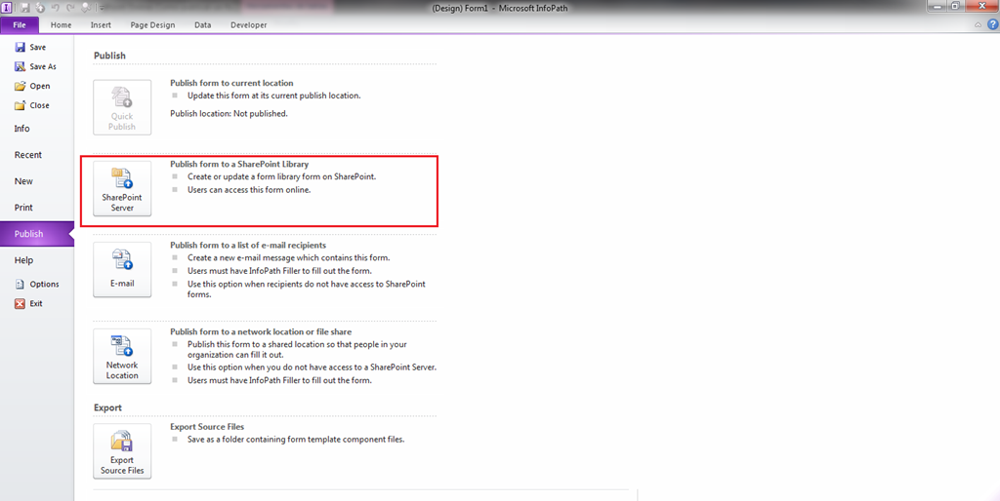 (Design) Form1 - Microsoft InfoPath
File Home Insert Page Design Data Developer
Save
Save As
Open
Close
Info
Recent
New
Print
Publish
Help
Options
Exit
Publish
Quick
Publish
Publish form to current location
Update this form at its current publish location.
Publish location: Not published.
SharePoint
Server
Publish form to a SharePoint Library
Create or update a form library form on SharePoint.
Users can access this form online.
E-mail
Publish form to a list of e-mail recipients
Create a new e-mail message which contains this form.
Users must have InfoPath Filler to fill out the form.
Use this option when recipients do not have access to SharePoint
forms.
Network
Location
Publish form to a network location or file share
Publish this form to a shared location so that people in your
organization can fill it out.
Use this option when you do not have access to a SharePoint Server.
Users must have InfoPath Filler to fill out the form.
Export
Export
Source Files
Export Source Files
Save as a folder containing form template component files.